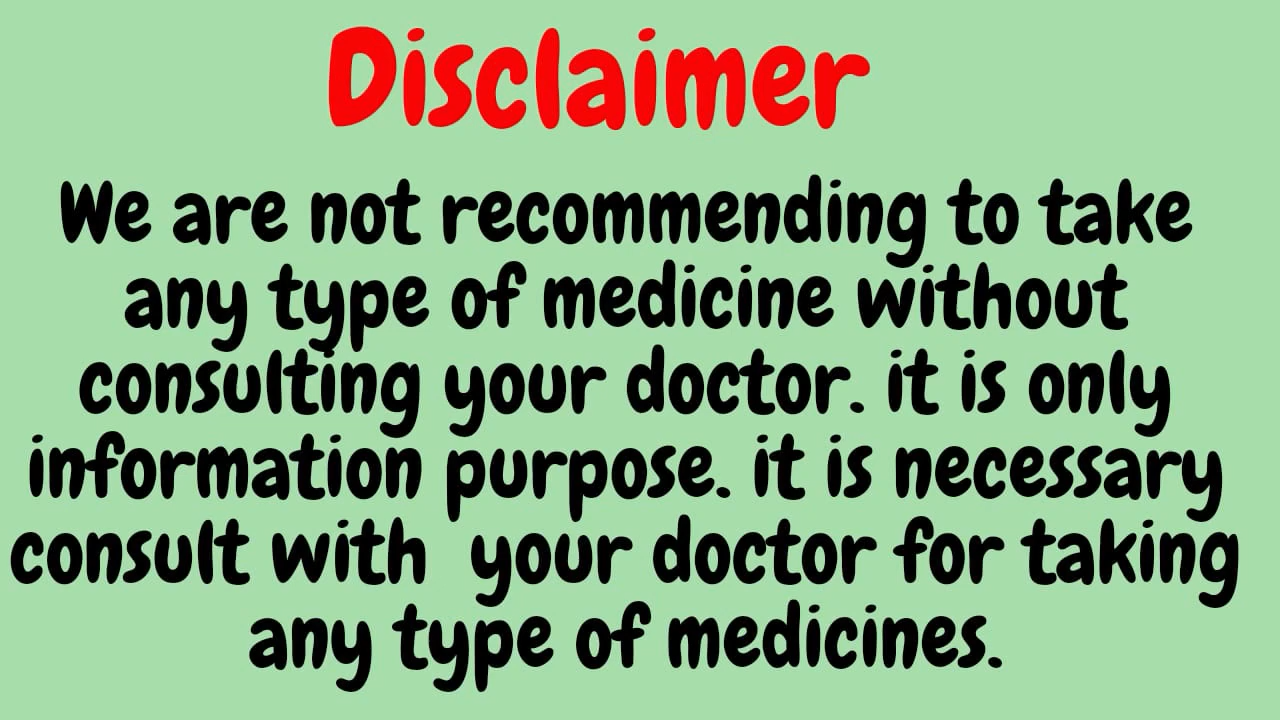 Disclaimer
We are not recommending to take
any type of medicine without
consulting your doctor. it is only
information purpose. it is necessary
consult with your doctor for taking
any type of medicines.